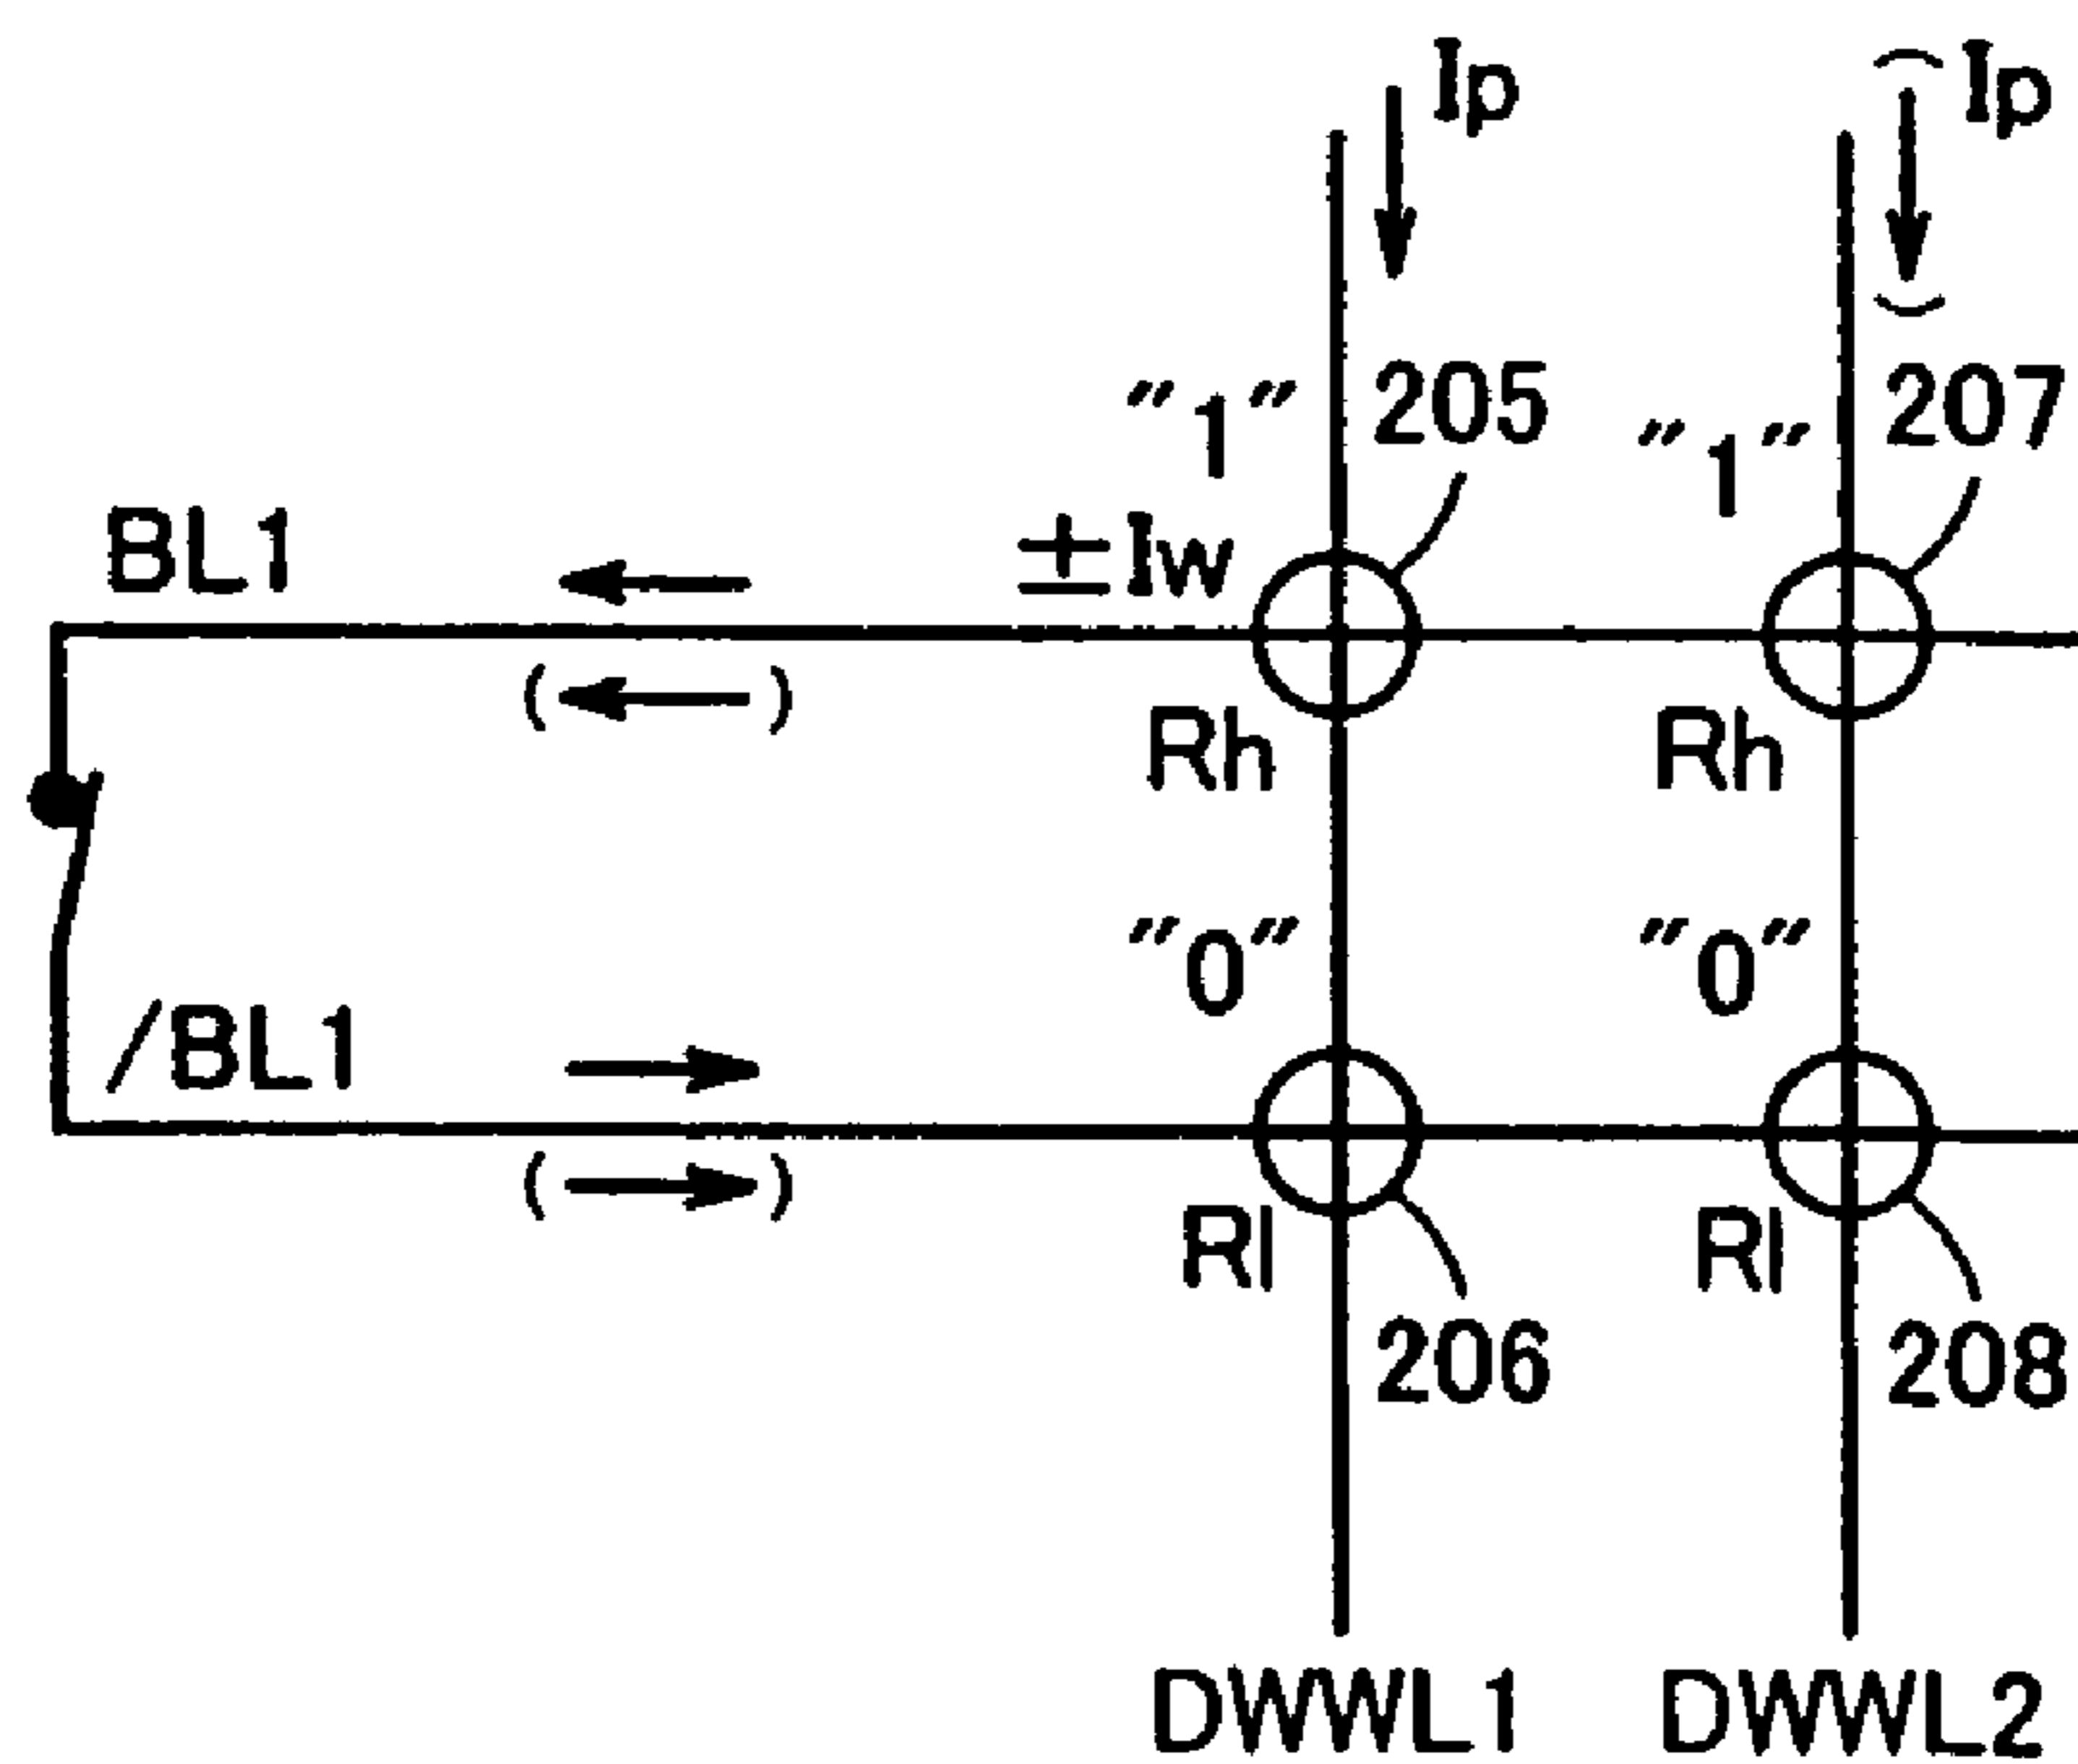 Ip Ip
"1" 205 "1" 207
BL1 ±Iw
Rh Rh
"0" "0"
/BL1
Rl Rl
206 208
DWWL1 DWWL2